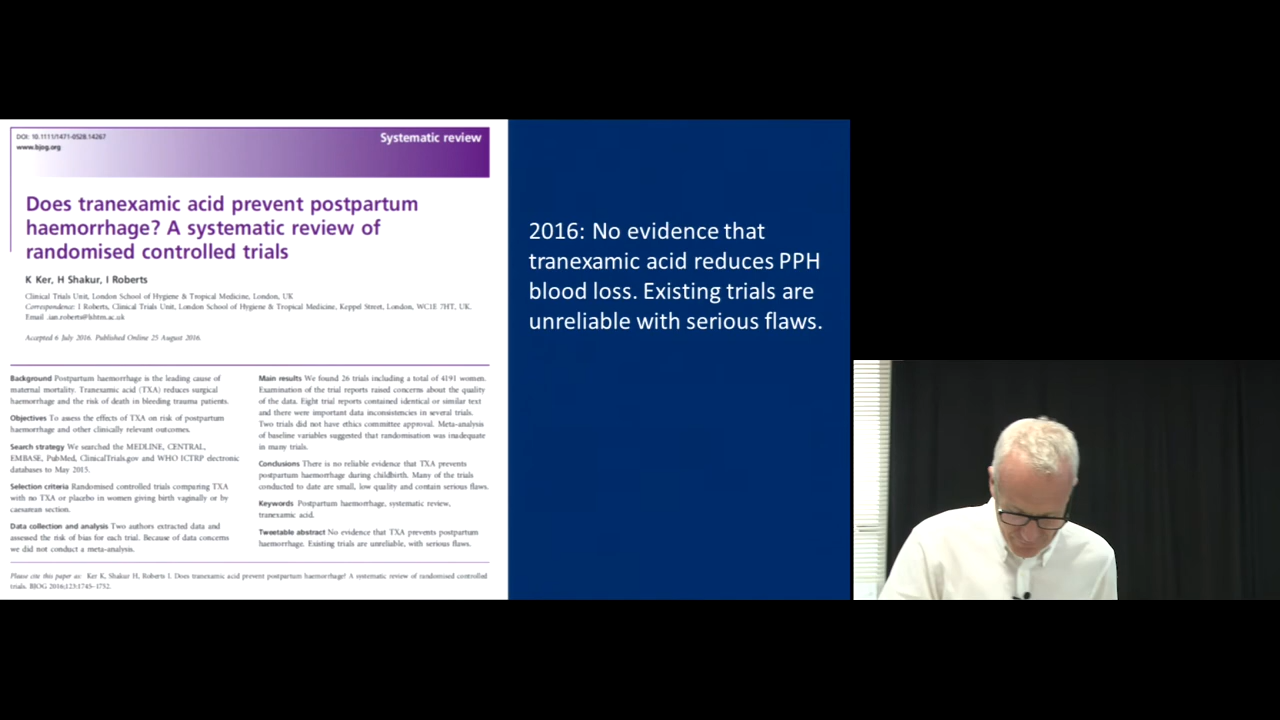 DOI: 10.1111/1471-0528.14267
www.bjog.org
Systematic review
Does tranexamic acid prevent postpartum
haemorrhage? A systematic review of
randomised controlled trials
K Ker, H Shakur, I Roberts
Clinical Trials Unit, London School of Hygiene & Tropical Medicine, London, UK
Correspondence: I Roberts, Clinical Trials Unit, London School of Hygiene & Tropical Medicine, Keppel Street, London, WC1E 7HT, UK.
Email .ian.roberts@lshtm.ac.uk
Accepted 6 July 2016. Published Online 25 August 2016.
Background Postpartum haemorrhage is the leading cause of
maternal mortality. Tranexamic acid (TXA) reduces surgical
haemorrhage and the risk of death in bleeding trauma patients.
Objectives To assess the effects of TXA on risk of postpartum
haemorrhage and other clinically relevant outcomes.
Search strategy We searched the MEDLINE, CENTRAL,
EMBASE, PubMed, ClinicalTrials.gov and WHO ICTRP electronic
databases to May 2015.
Selection criteria Randomised controlled trials comparing TXA
with no TXA or placebo in women giving birth vaginally or by
caesarean section.
Data collection and analysis Two authors extracted data and
assessed the risk of bias for each trial. Because of data concerns
we did not conduct a meta-analysis.
Main results We found 26 trials including a total of 4191 women.
Examination of the trial reports raised concerns about the quality
of the data. Eight trial reports contained identical or similar text
and there were important data inconsistencies in several trials.
Two trials did not have ethics committee approval. Meta-analysis
of baseline variables suggested that randomisation was inadequate
in many trials.
Conclusions There is no reliable evidence that TXA prevents
postpartum haemorrhage during childbirth. Many of the trials
conducted to date are small, low quality and contain serious flaws.
Keywords Postpartum haemorrhage, systematic review,
tranexamic acid.
Tweetable abstract No evidence that TXA prevents postpartum
haemorrhage. Existing trials are unreliable, with serious flaws.
Please cite this paper as: Ker K, Shakur H, Roberts I. Does tranexamic acid prevent postpartum haemorrhage? A systematic review of randomised controlled
trials. BJOG 2016;123:1745–1752.
2016: No evidence that
tranexamic acid reduces PPH
blood loss. Existing trials are
unreliable with serious flaws.